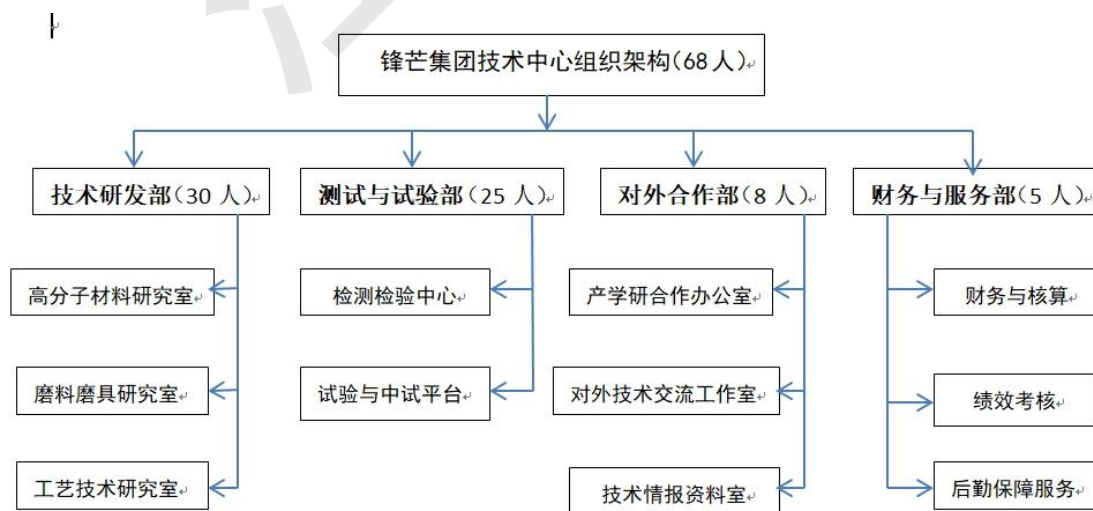 锋芒集团技术中心组织架构(68人)
技术研发部(30 人)
测试与试验部(25 人)
对外合作部(8 人)
财务与服务部(5 人)
高分子材料研究室
检测检验中心
产学研合作办公室
财务与核算
磨料磨具研究室
试验与中试平台
对外技术交流工作室
绩效考核
工艺技术研究室
技术情报资料室
后勤保障服务